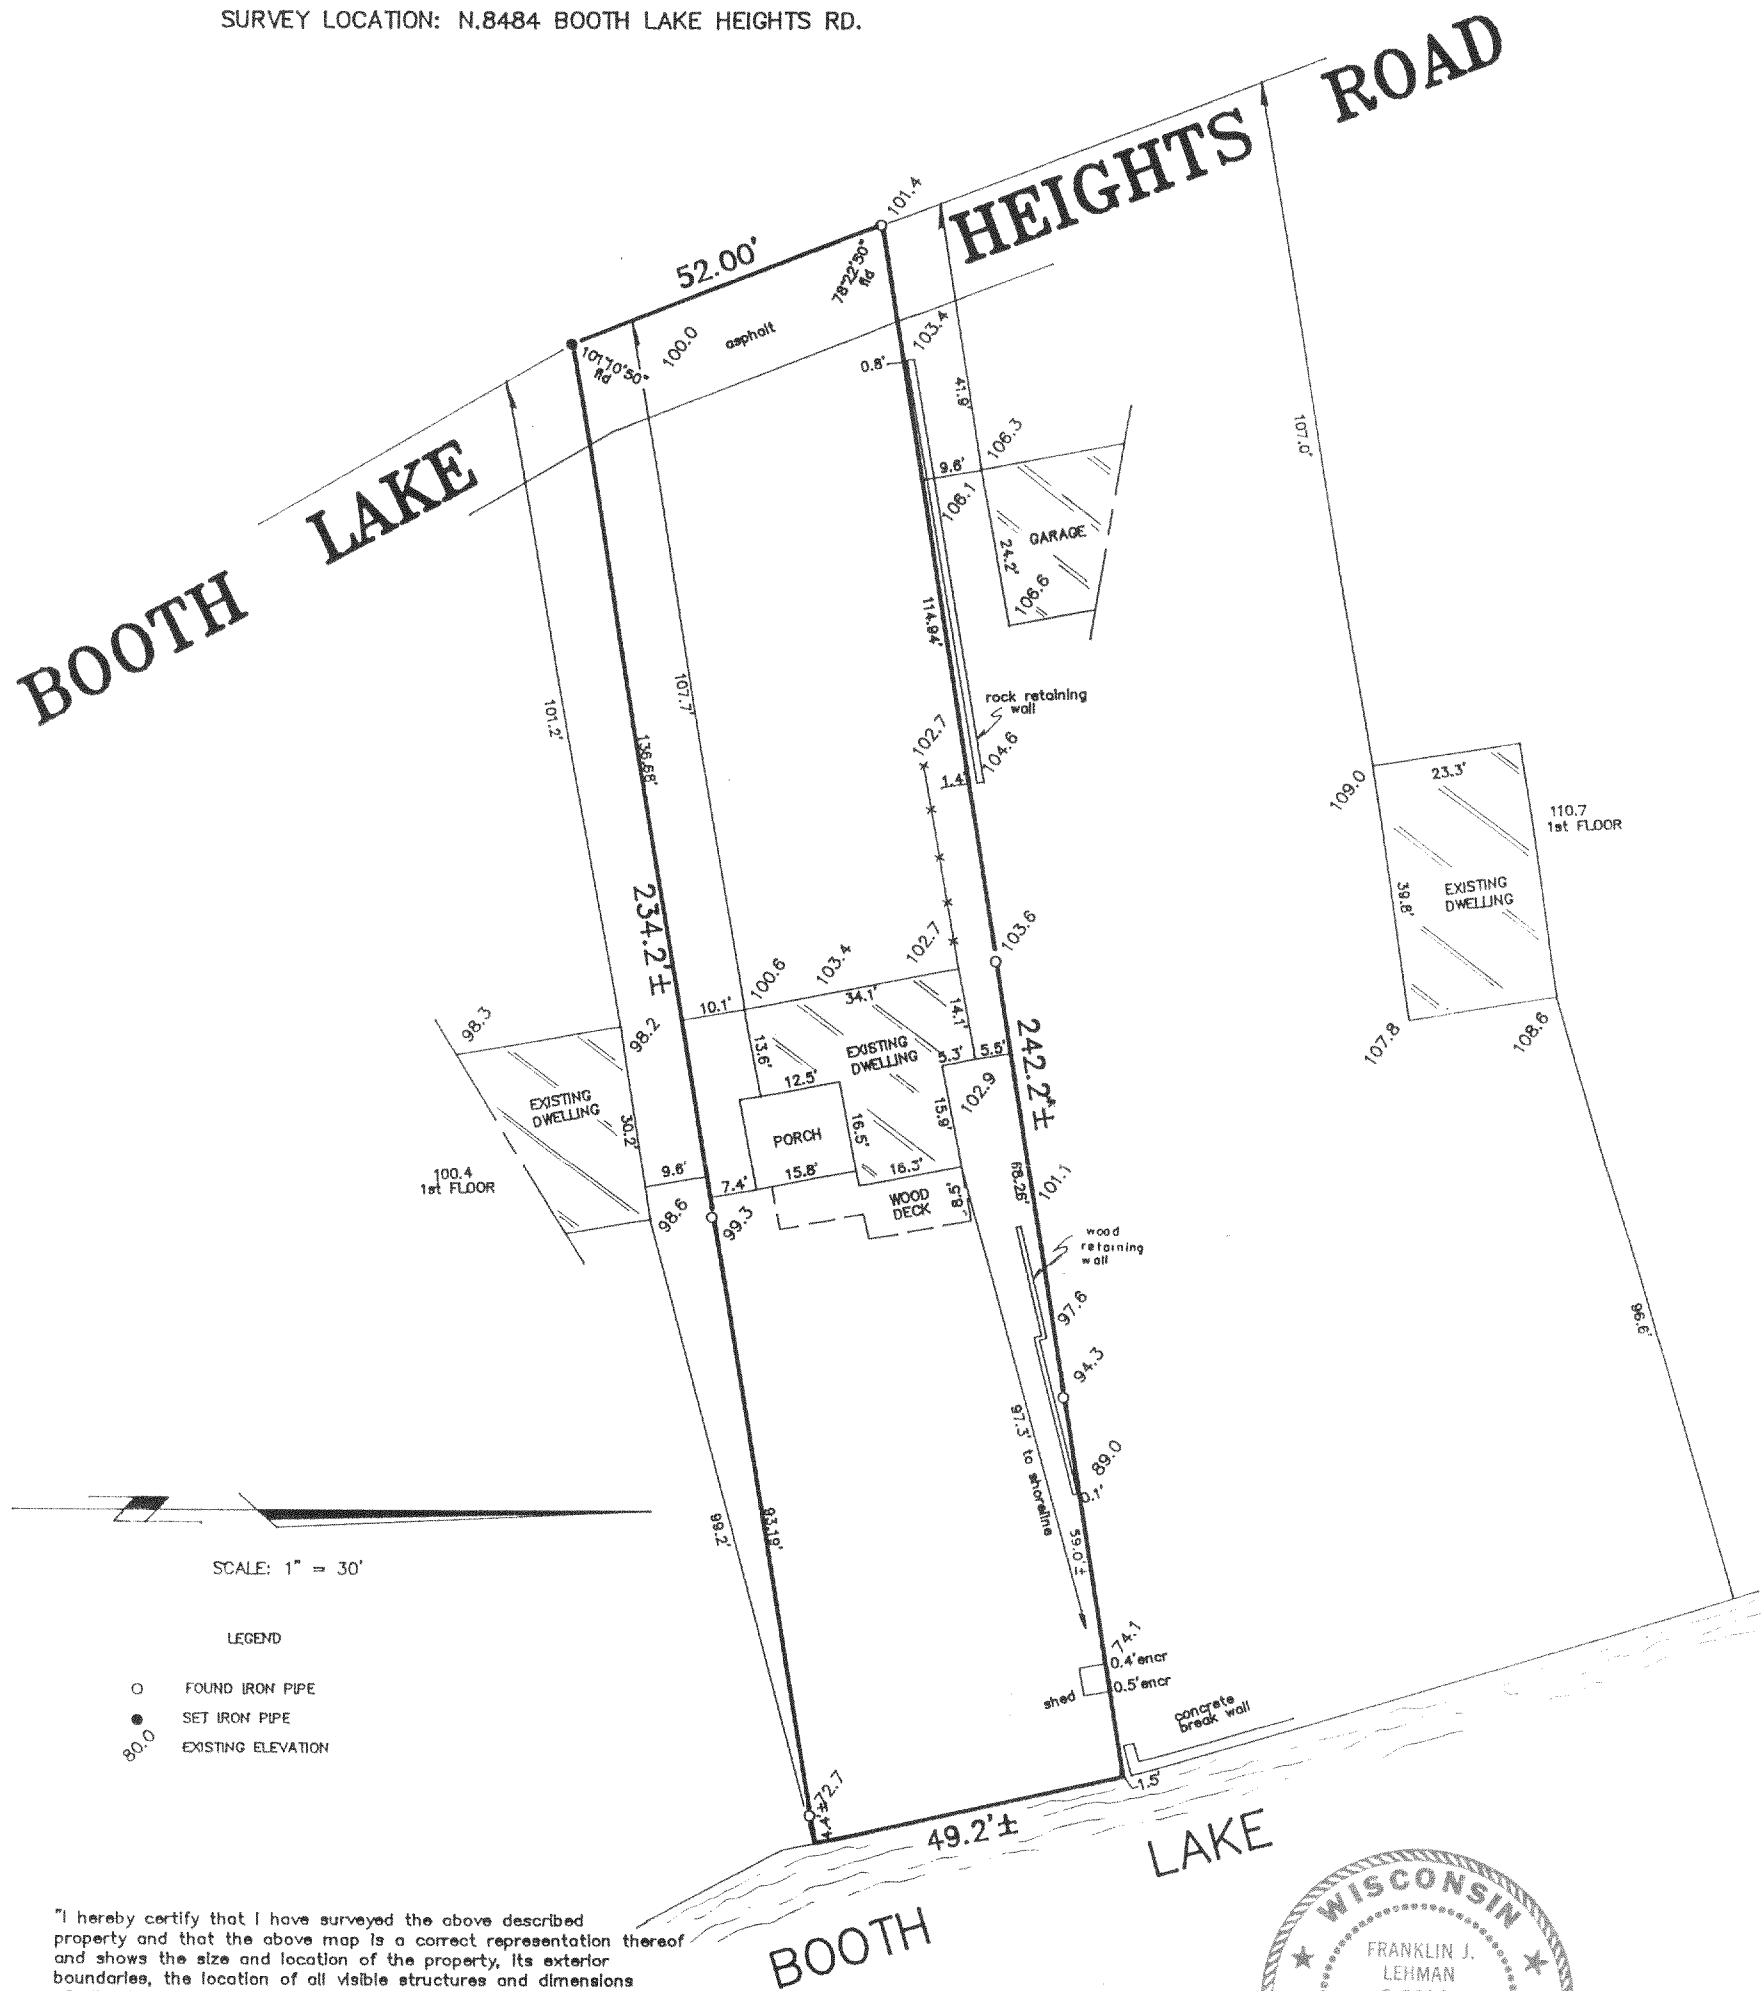 SURVEY LOCATION: N.8484 BOOTH LAKE HEIGHTS RD.
BOOTH LAKE HEIGHTS ROAD
101.4
52.00'
78°22'50"
fld
101°10'50"
fld
100.0
asphalt
103.4
0.8'
41.9'
107.0'
106.3
9.6'
106.1
GARAGE
24.2'
106.6
114.94'
101.2'
107.7'
136.68'
rock retaining
wall
102.7
104.6
1.4'
109.0
23.3'
110.7
1st FLOOR
EXISTING
DWELLING
39.8'
107.8
108.6
234.2'±
103.6
102.7
103.4
100.6
10.1'
34.1'
14.1'
98.3
98.2
13.6'
EXISTING
DWELLING
5.3'
5.5'
242.2'±
12.5'
102.9
EXISTING
DWELLING
30.2'
PORCH
16.5'
15.9'
100.4
1st FLOOR
9.6'
7.4'
15.8'
16.3'
68.26'
101.1
98.6
99.3
WOOD
DECK
8.5'
wood
retaining
wall
97.6
94.3
96.6'
97.3' to shoreline
89.0
0.1'
99.2'
93.19'
59.0'±
SCALE: 1" = 30'
LEGEND
FOUND IRON PIPE
SET IRON PIPE
80.0 EXISTING ELEVATION
74.1
0.4'encr
shed
0.5'encr
concrete
break wall
1.5'
72.7
4.4'±
49.2'±
BOOTH LAKE
"I hereby certify that I have surveyed the above described
property and that the above map is a correct representation thereof
and shows the size and location of the property, its exterior
boundaries, the location of all visible structures and dimensions
WISCONSIN
FRANKLIN J.
LEHMAN